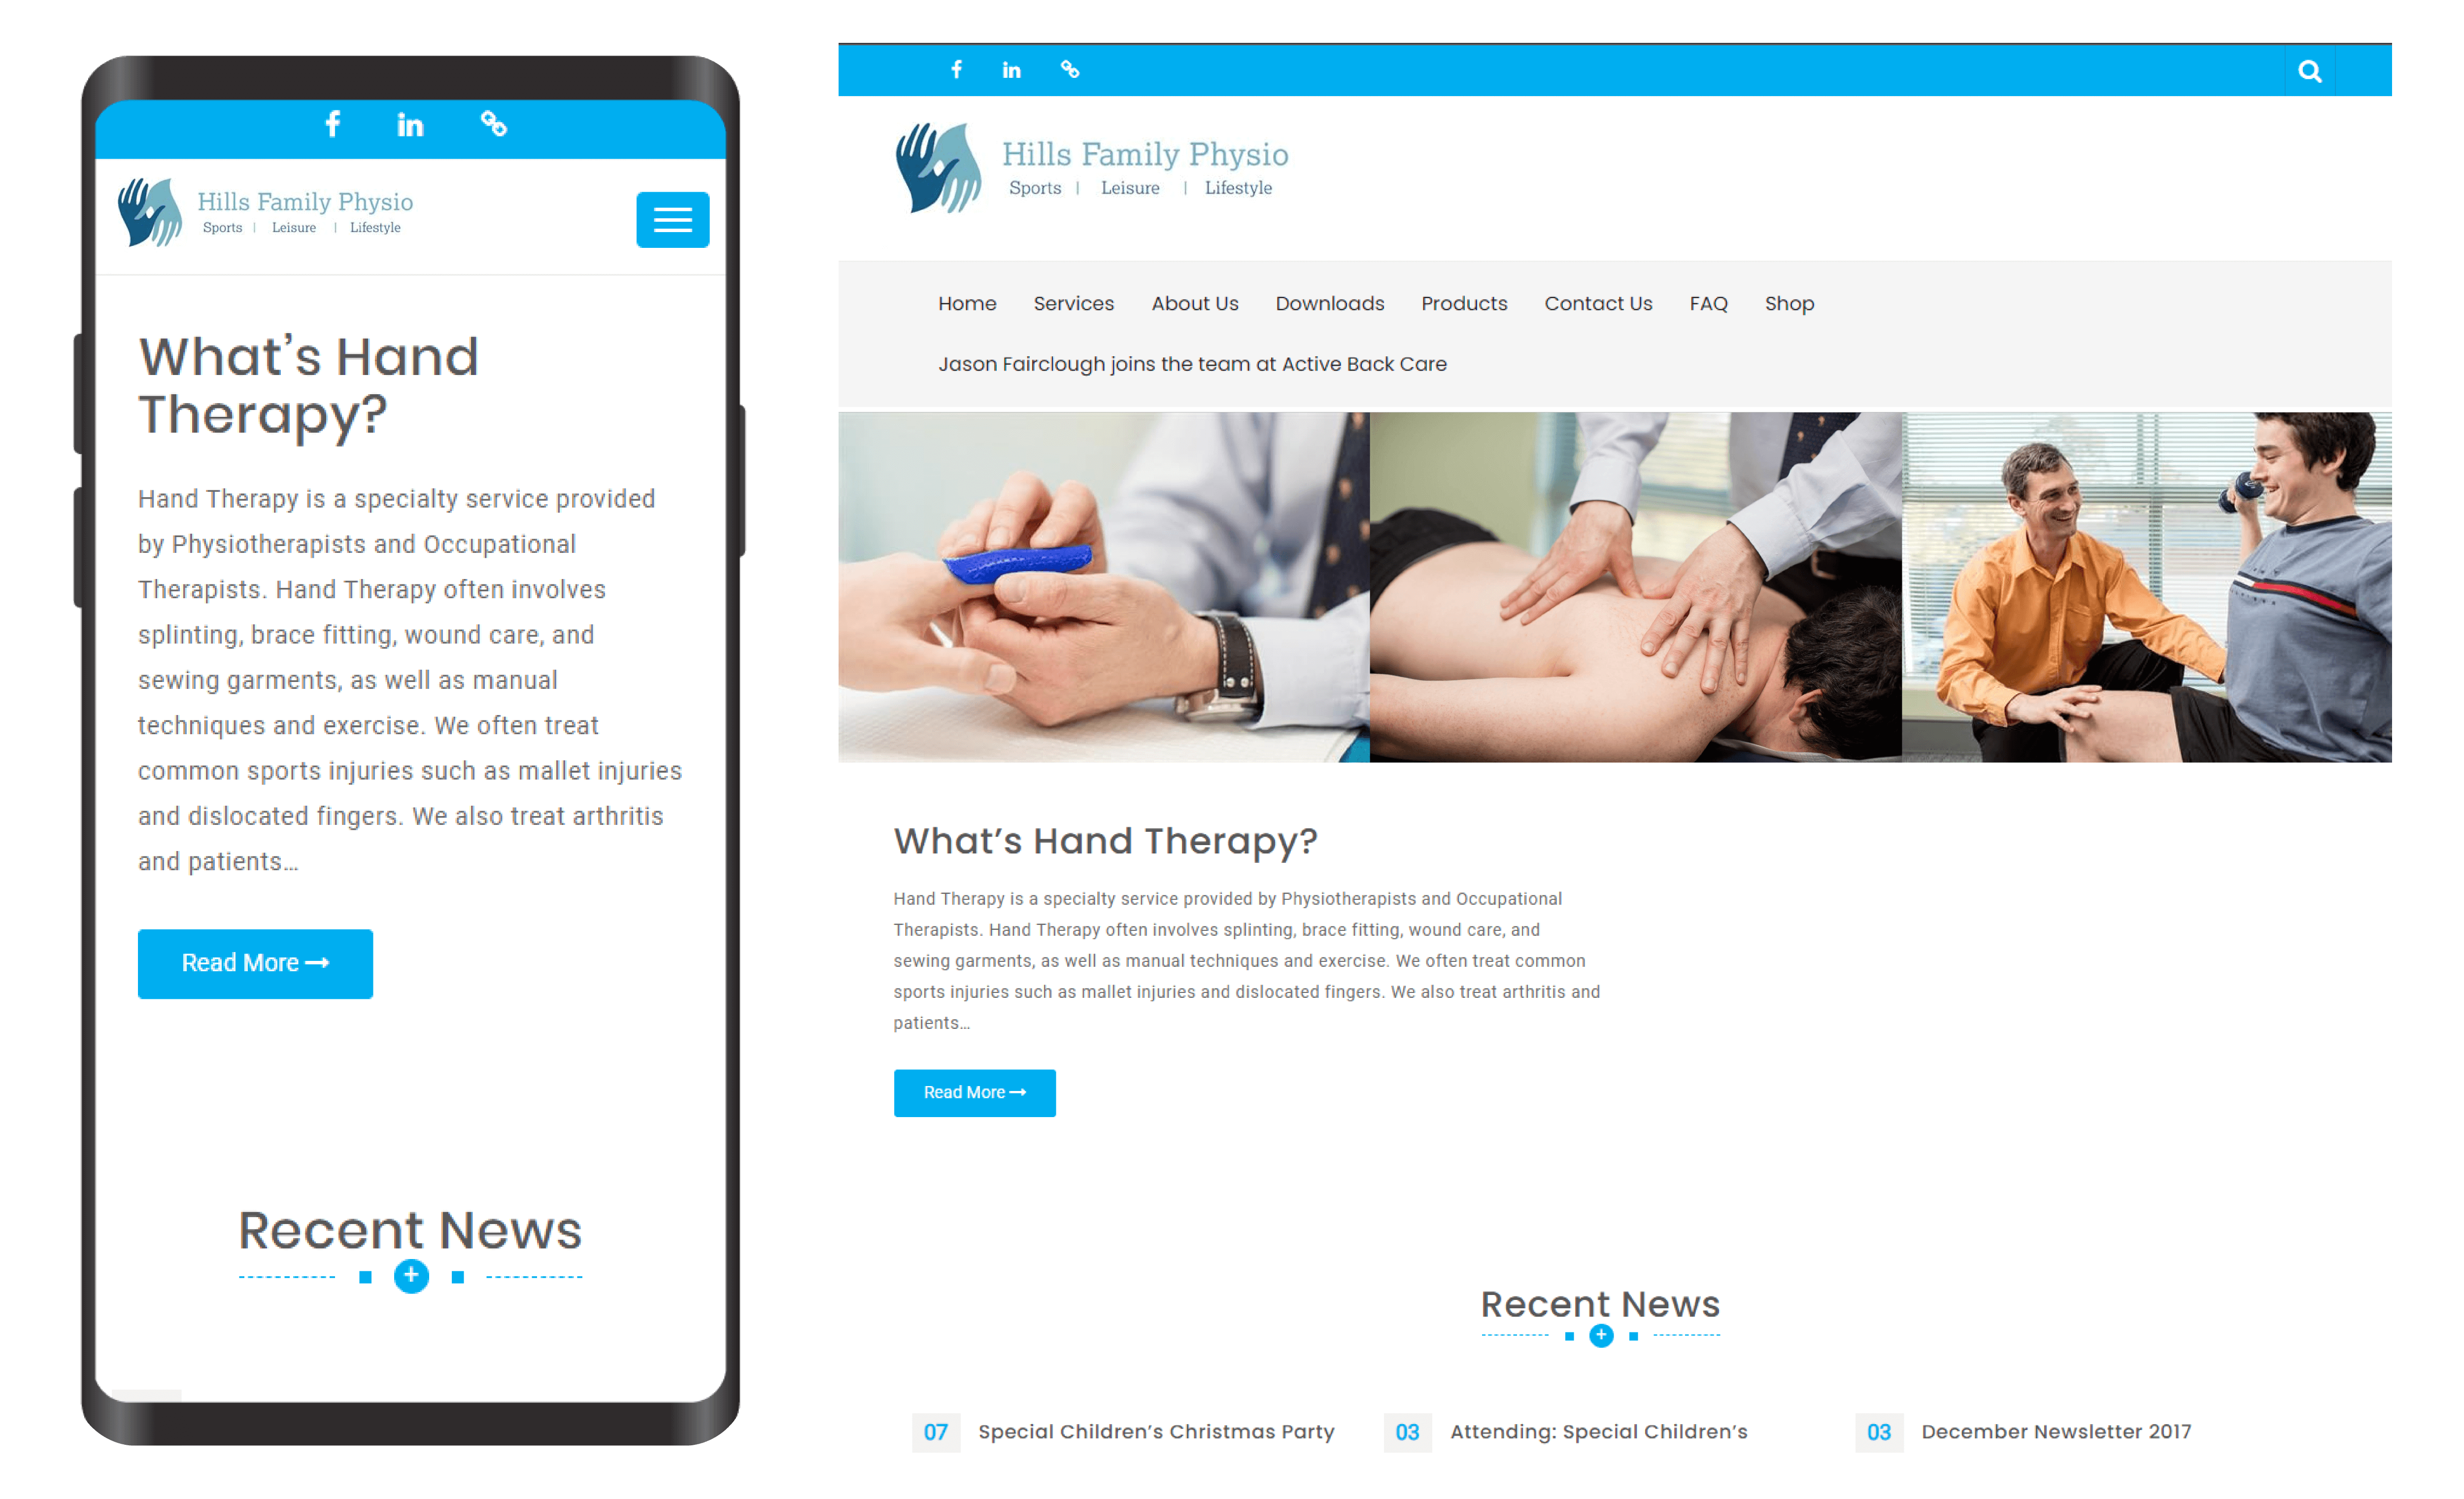 Hills Family Physio
Sports | Leisure | Lifestyle
What's Hand
Therapy?
Hand Therapy is a specialty service provided
by Physiotherapists and Occupational
Therapists. Hand Therapy often involves
splinting, brace fitting, wound care, and
sewing garments, as well as manual
techniques and exercise. We often treat
common sports injuries such as mallet injuries
and dislocated fingers. We also treat arthritis
and patients…
Read More →
Recent News
Hills Family Physio
Sports | Leisure | Lifestyle
Home Services About Us Downloads Products Contact Us FAQ Shop
Jason Fairclough joins the team at Active Back Care
What's Hand Therapy?
Hand Therapy is a specialty service provided by Physiotherapists and Occupational
Therapists. Hand Therapy often involves splinting, brace fitting, wound care, and
sewing garments, as well as manual techniques and exercise. We often treat common
sports injuries such as mallet injuries and dislocated fingers. We also treat arthritis and
patients…
Read More →
Recent News
07 Special Children's Christmas Party
03 Attending: Special Children's
03 December Newsletter 2017